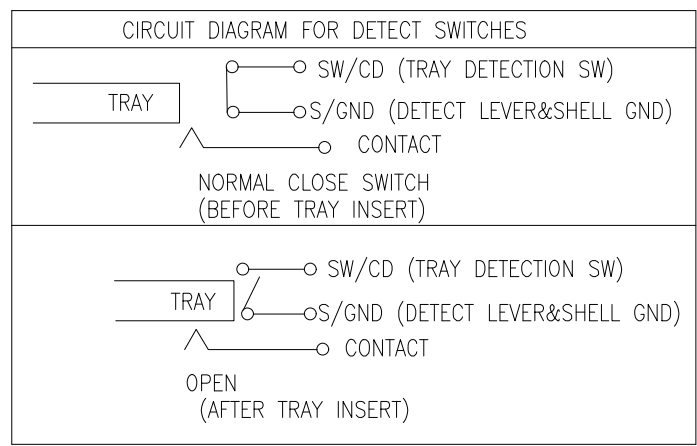 CIRCUIT DIAGRAM FOR DETECT SWITCHES
SW/CD (TRAY DETECTION SW)
TRAY
S/GND (DETECT LEVER&SHELL GND)
CONTACT
NORMAL CLOSE SWITCH
(BEFORE TRAY INSERT)
SW/CD (TRAY DETECTION SW)
TRAY
S/GND (DETECT LEVER&SHELL GND)
CONTACT
OPEN
(AFTER TRAY INSERT)